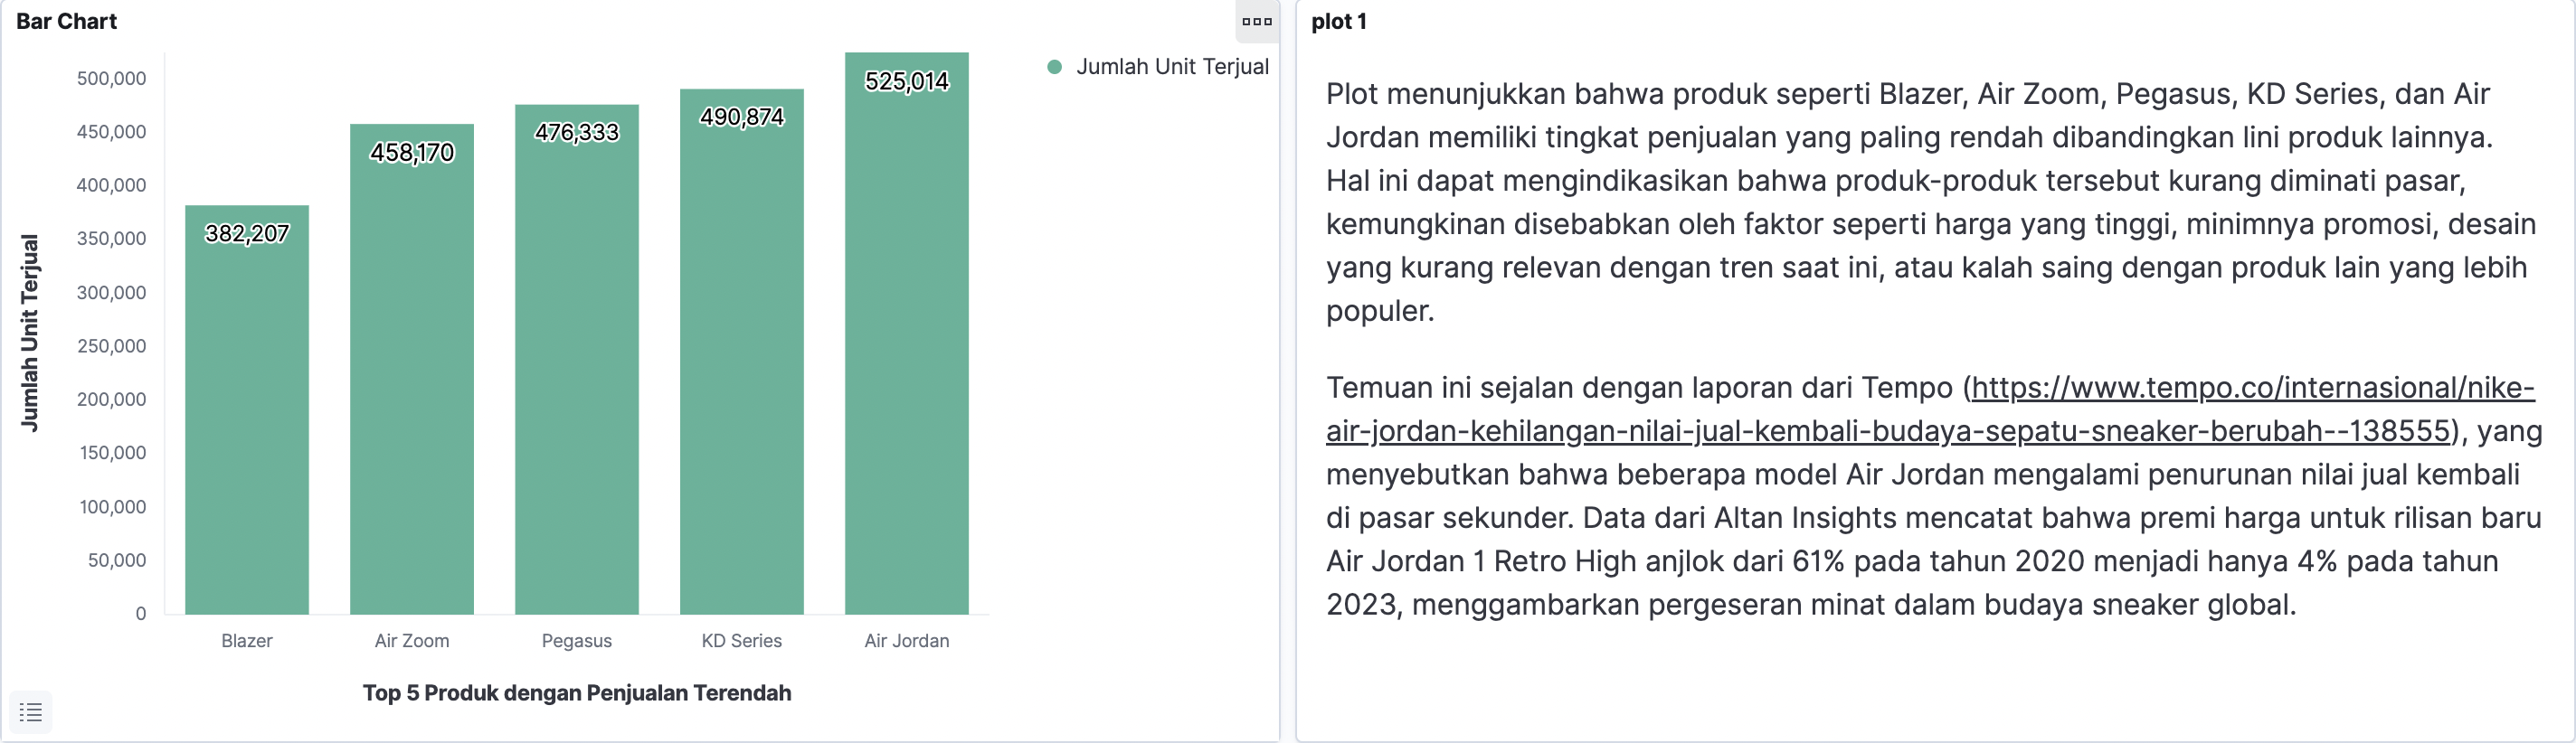 Bar Chart
Jumlah Unit Terjual
500,000
450,000
400,000
350,000
300,000
250,000
200,000
150,000
100,000
50,000
0
382,207
458,170
476,333
490,874
525,014
Blazer
Air Zoom
Pegasus
KD Series
Air Jordan
Top 5 Produk dengan Penjualan Terendah
Jumlah Unit Terjual
plot 1
Plot menunjukkan bahwa produk seperti Blazer, Air Zoom, Pegasus, KD Series, dan Air
Jordan memiliki tingkat penjualan yang paling rendah dibandingkan lini produk lainnya.
Hal ini dapat mengindikasikan bahwa produk-produk tersebut kurang diminati pasar,
kemungkinan disebabkan oleh faktor seperti harga yang tinggi, minimnya promosi, desain
yang kurang relevan dengan tren saat ini, atau kalah saing dengan produk lain yang lebih
populer.
Temuan ini sejalan dengan laporan dari Tempo (https://www.tempo.co/internasional/nike-
air-jordan-kehilangan-nilai-jual-kembali-budaya-sepatu-sneaker-berubah--138555), yang
menyebutkan bahwa beberapa model Air Jordan mengalami penurunan nilai jual kembali
di pasar sekunder. Data dari Altan Insights mencatat bahwa premi harga untuk rilisan baru
Air Jordan 1 Retro High anjlok dari 61% pada tahun 2020 menjadi hanya 4% pada tahun
2023, menggambarkan pergeseran minat dalam budaya sneaker global.